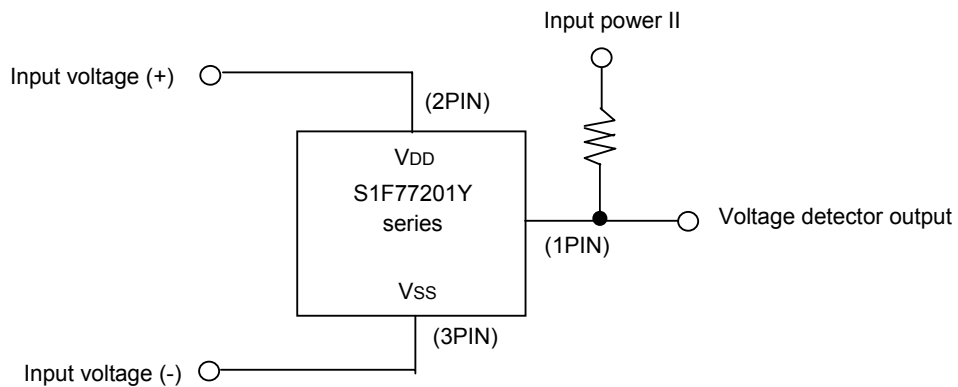 Input power II
Input voltage (+)
(2PIN)
VDD
S1F77201Y
series
Voltage detector output
(1PIN)
VSS
(3PIN)
Input voltage (-)